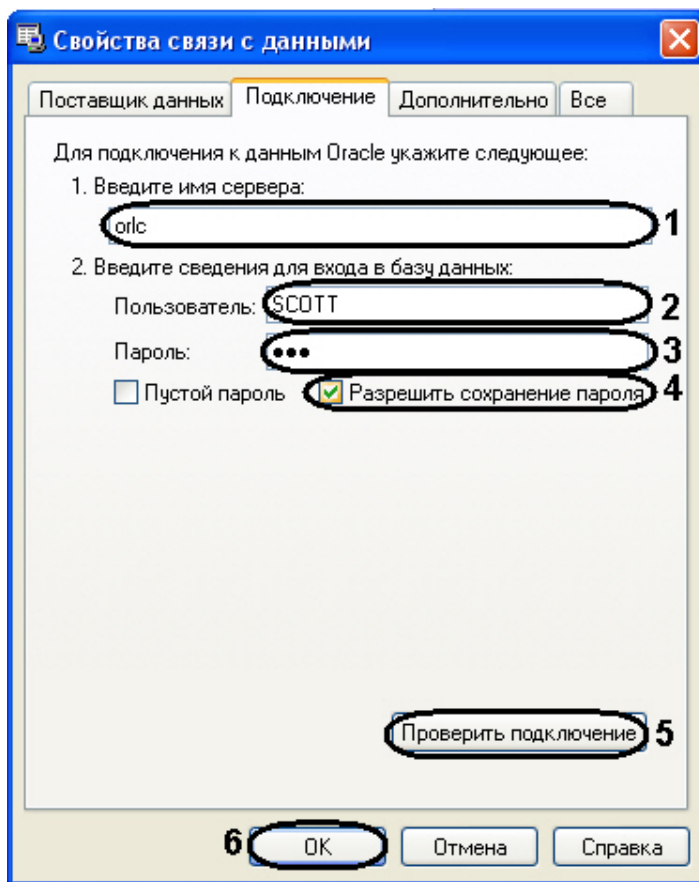 Свойства связи с данными
Поставщик данных Подключение Дополнительно Все
Для подключения к данным Oracle укажите следующее:
1. Введите имя сервера:
orlc 1
2. Введите сведения для входа в базу данных:
Пользователь: SCOTT 2
Пароль: ●●● 3
Пустой пароль Разрешить сохранение пароля 4
Проверить подключение 5
6 ОК Отмена Справка